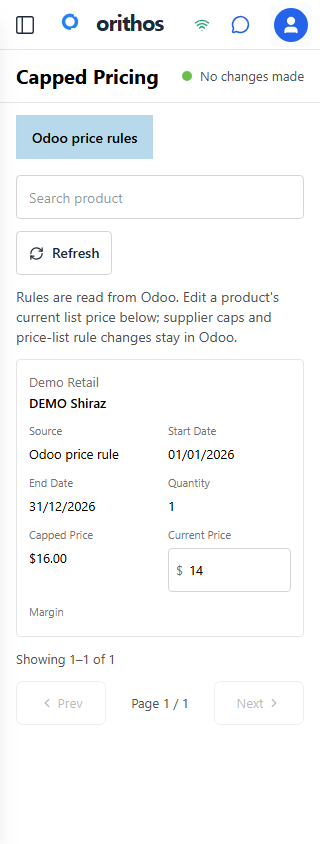 orithos
Capped Pricing
No changes made
Odoo price rules
Search product
Refresh
Rules are read from Odoo. Edit a product's
current list price below; supplier caps and
price-list rule changes stay in Odoo.
Demo Retail
DEMO Shiraz
Source
Start Date
Odoo price rule
01/01/2026
End Date
Quantity
31/12/2026
1
Capped Price
Current Price
$16.00
$ 14
Margin
Showing 1–1 of 1
Prev
Page 1 / 1
Next